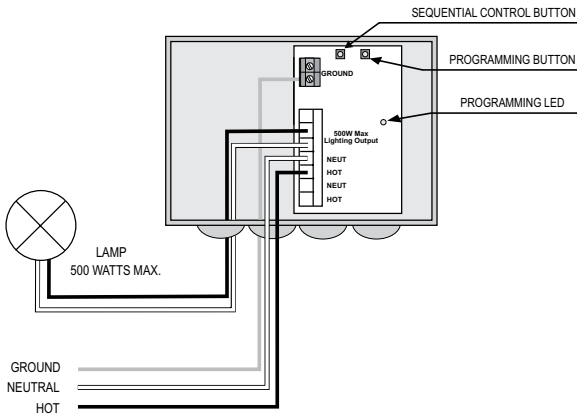 SEQUENTIAL CONTROL BUTTON
PROGRAMMING BUTTON
GROUND
PROGRAMMING LED
500W Max
Lighting Output
NEUT
HOT
NEUT
HOT
LAMP
500 WATTS MAX.
GROUND
NEUTRAL
HOT